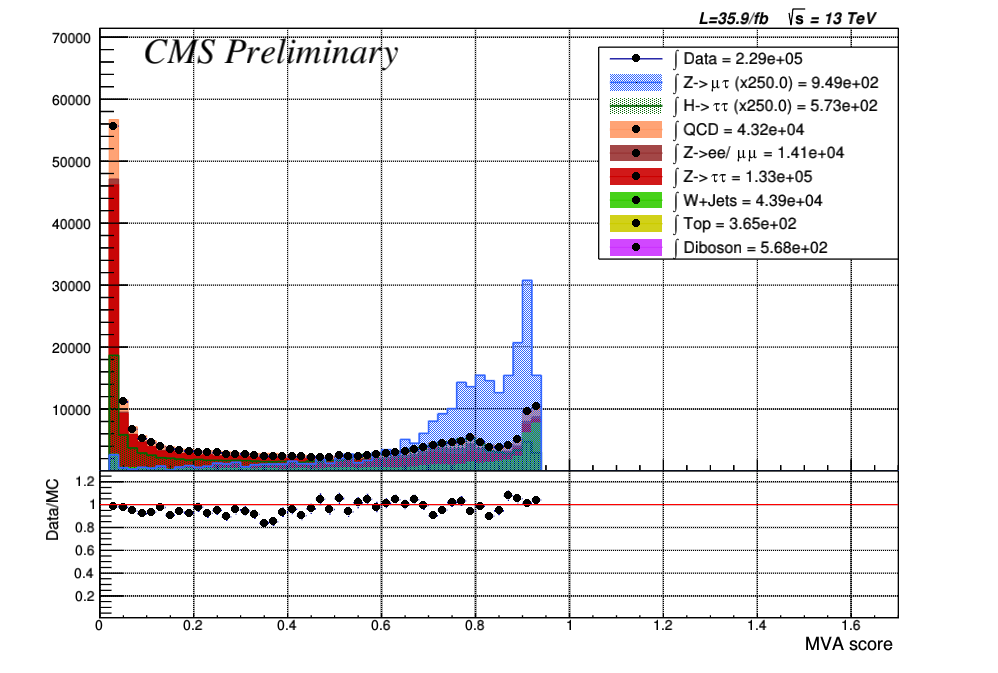 L=35.9/fb √s = 13 TeV
CMS Preliminary
70000
60000
50000
40000
30000
20000
10000
∫ Data = 2.29e+05
∫ Z->μτ (x250.0) = 9.49e+02
∫ H->ττ (x250.0) = 5.73e+02
∫ QCD = 4.32e+04
∫ Z->ee/ μμ = 1.41e+04
∫ Z->ττ = 1.33e+05
∫ W+Jets = 4.39e+04
∫ Top = 3.65e+02
∫ Diboson = 5.68e+02
Data/MC
1.2
1
0.8
0.6
0.4
0.2
0 0.2 0.4 0.6 0.8 1 1.2 1.4 1.6
MVA score